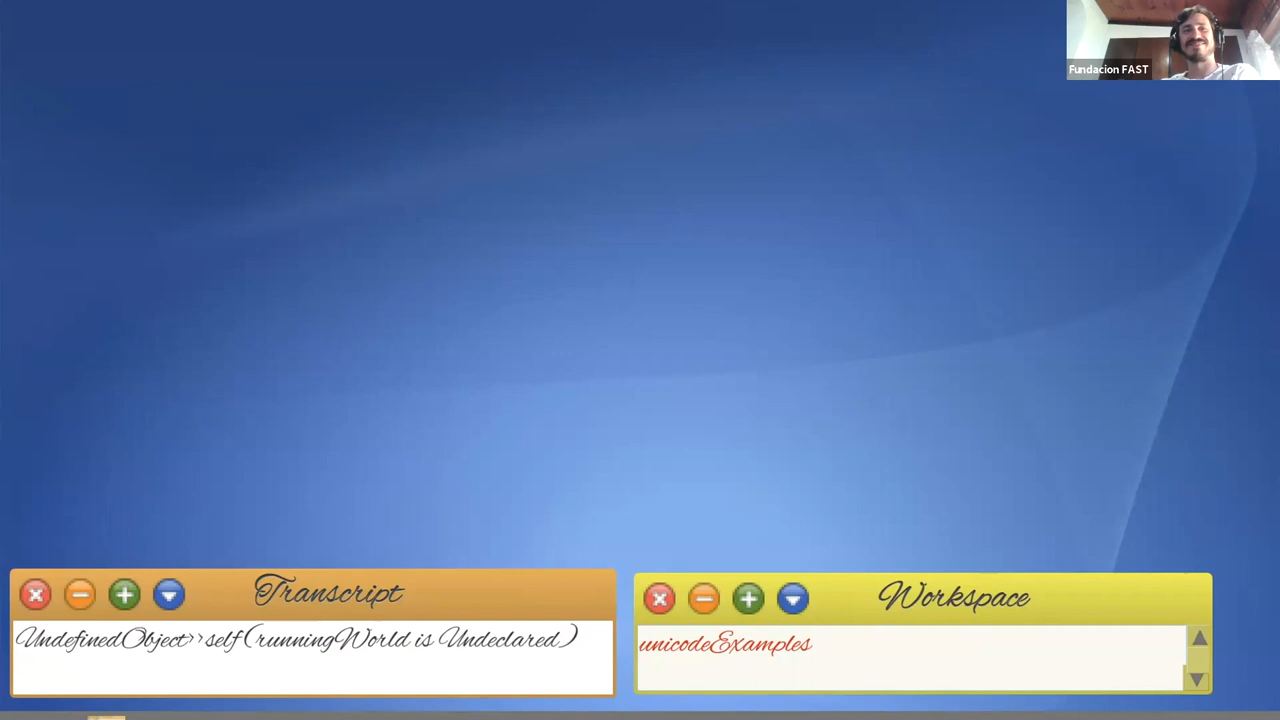 Fundacion FAST
Transcript
UndefinedObject>>self(runningWorld is Undeclared)
Workspace
unicodeExamples